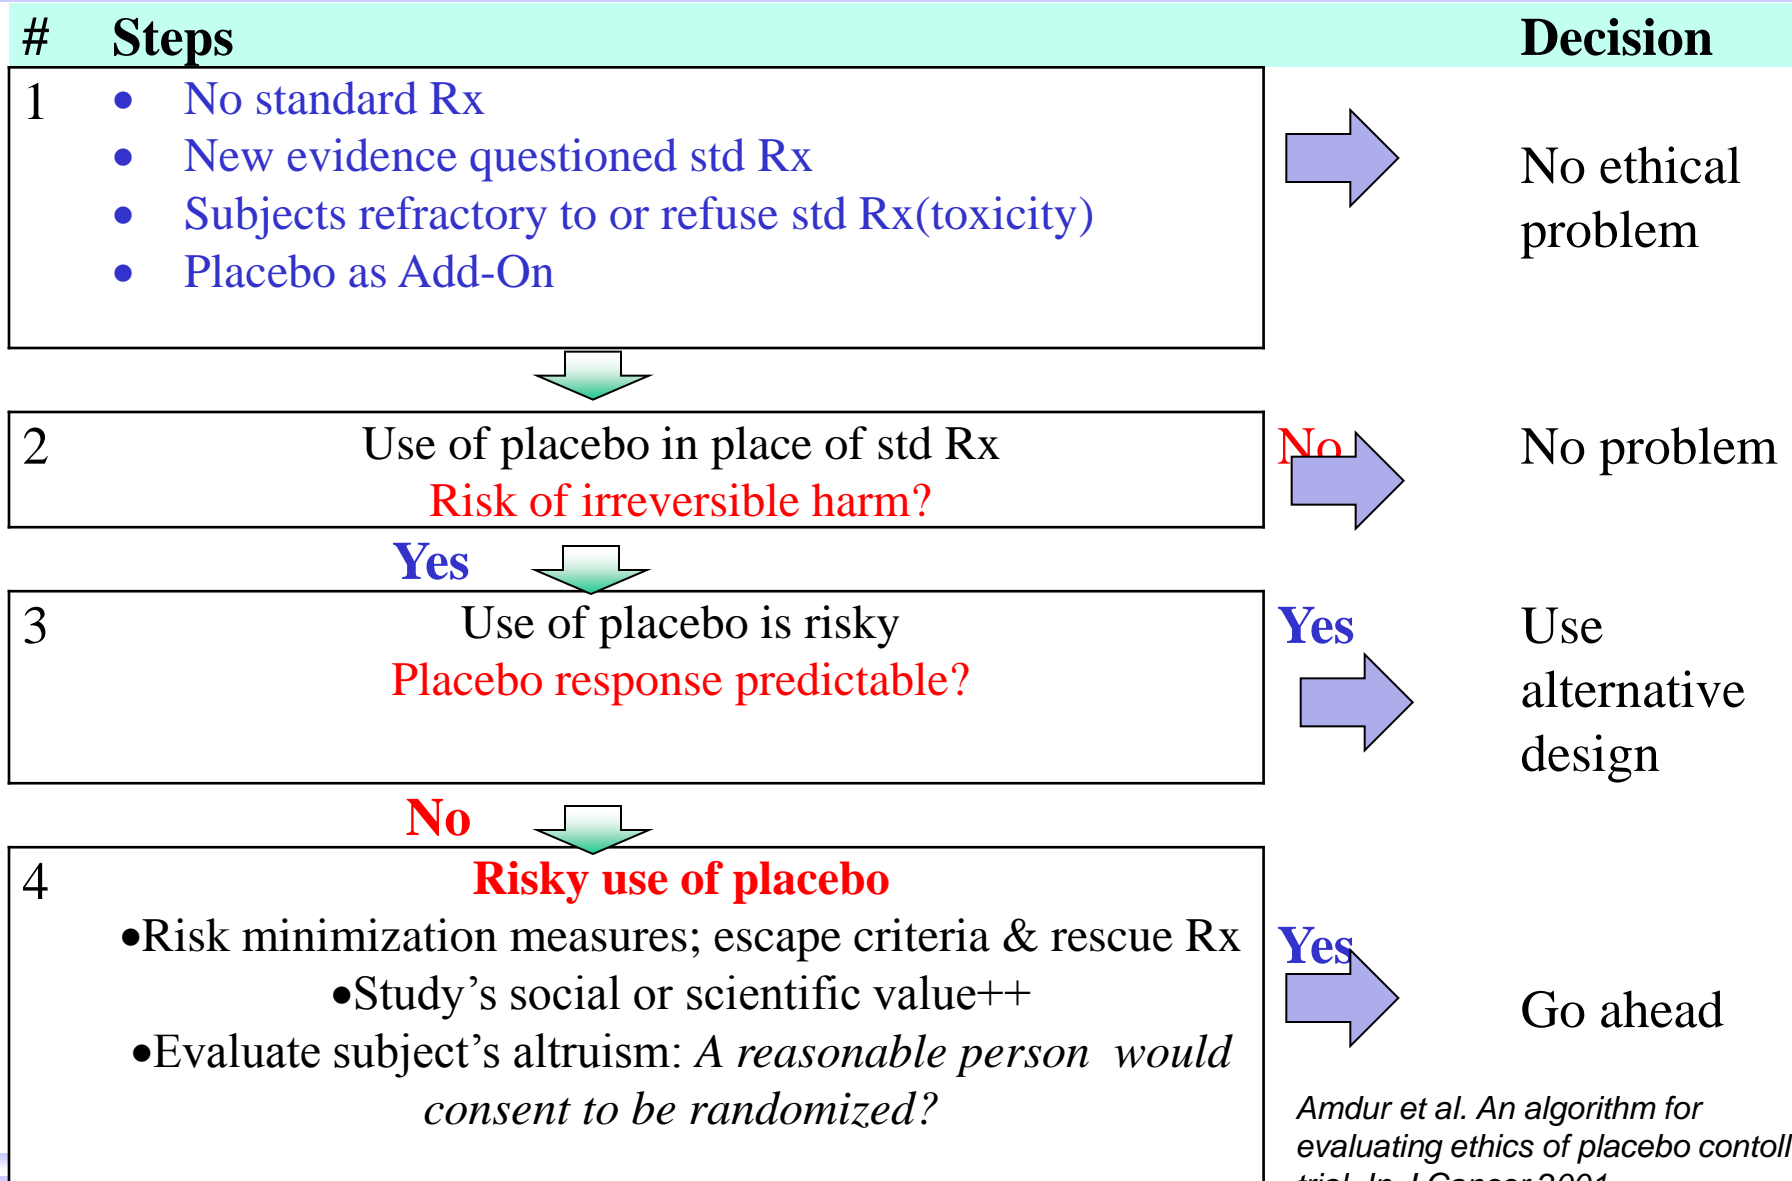 # Steps Decision
1 • No standard Rx
• New evidence questioned std Rx
• Subjects refractory to or refuse std Rx(toxicity)
• Placebo as Add-On
No ethical
problem
2 Use of placebo in place of std Rx
Risk of irreversible harm?
No
No problem
Yes
3 Use of placebo is risky
Placebo response predictable?
Yes
Use
alternative
design
No
4 Risky use of placebo
•Risk minimization measures; escape criteria & rescue Rx
•Study's social or scientific value++
•Evaluate subject's altruism: A reasonable person would
consent to be randomized?
Yes
Go ahead
Amdur et al. An algorithm for
evaluating ethics of placebo contoll
trial. In J Cancer 2001